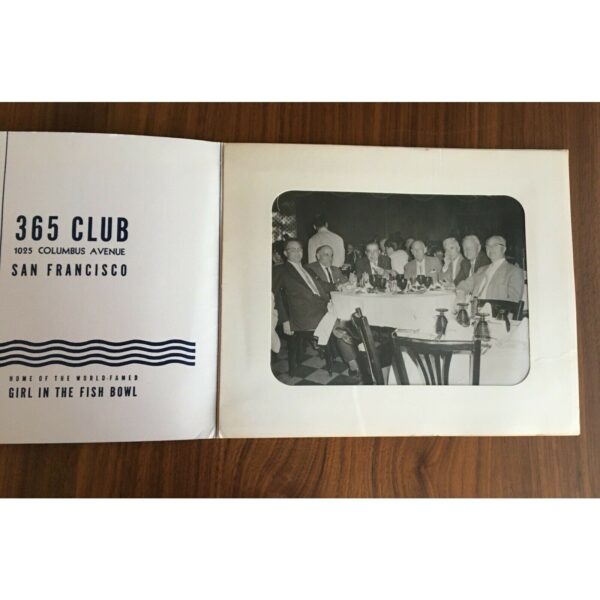 365 CLUB
1025 COLUMBUS AVENUE
SAN FRANCISCO
HOME OF THE WORLD-FAMED
GIRL IN THE FISH BOWL